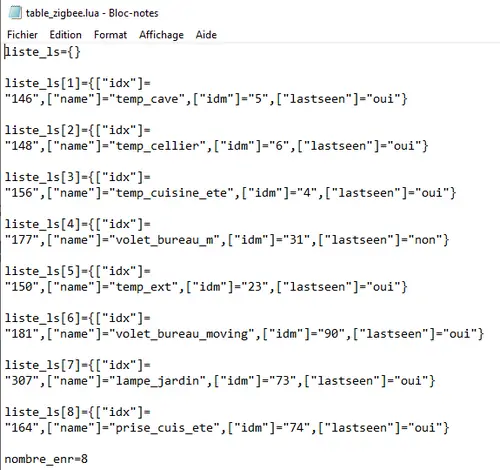 table_zigbee.lua - Bloc-notes
Fichier Edition Format Affichage Aide
liste_ls={}
liste_ls[1]={["idx"]=
"146",["name"]="temp_cave",["idm"]="5",["lastseen"]="oui"}
liste_ls[2]={["idx"]=
"148",["name"]="temp_cellier",["idm"]="6",["lastseen"]="oui"}
liste_ls[3]={["idx"]=
"156",["name"]="temp_cuisine_ete",["idm"]="4",["lastseen"]="oui"}
liste_ls[4]={["idx"]=
"177",["name"]="volet_bureau_m",["idm"]="31",["lastseen"]="non"}
liste_ls[5]={["idx"]=
"150",["name"]="temp_ext",["idm"]="23",["lastseen"]="oui"}
liste_ls[6]={["idx"]=
"181",["name"]="volet_bureau_moving",["idm"]="90",["lastseen"]="oui"}
liste_ls[7]={["idx"]=
"307",["name"]="lampe_jardin",["idm"]="73",["lastseen"]="oui"}
liste_ls[8]={["idx"]=
"164",["name"]="prise_cuis_ete",["idm"]="74",["lastseen"]="oui"}
nombre_enr=8